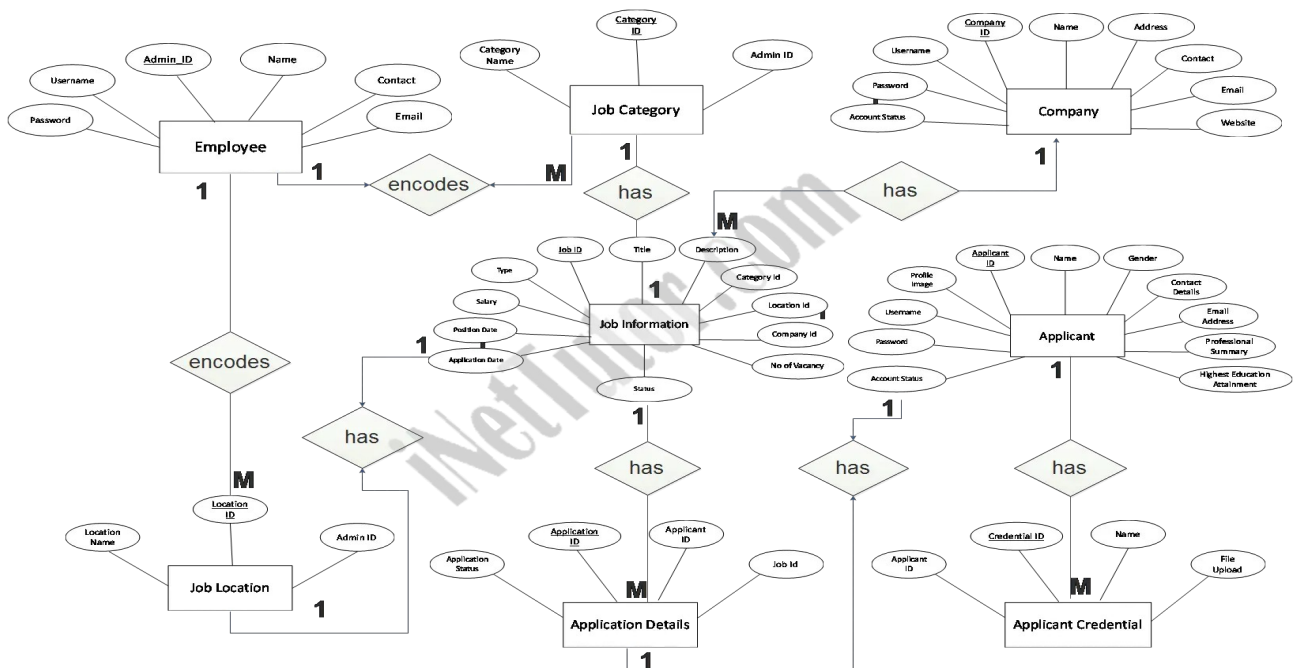 Category
ID
Category
Name
Admin ID
Job Category
Admin_ID
Name
Username
Contact
Password
Email
Employee
Company
ID
Name
Address
Username
Contact
Password
Email
Account Status
Website
Company
1
1
encodes
M
1
has
M
has
1
Job ID
Title
Description
Type
Category Id
Salary
Location Id
Position Date
Company Id
Application Date
No of Vacancy
Status
1
Job Information
1
1
1
Applicant
ID
Name
Gender
Profile
Image
Contact
Details
Username
Email
Address
Password
Professional
Summary
Account Status
Highest Education
Attainment
Applicant
1
1
encodes
has
has
has
has
M
Location
ID
Location
Name
Admin ID
Job Location
1
Application
ID
Applicant
ID
Application
Status
Job Id
M
Application Details
1
Credential ID
Name
Applicant
ID
File
Upload
M
Applicant Credential
iNetTutor.com